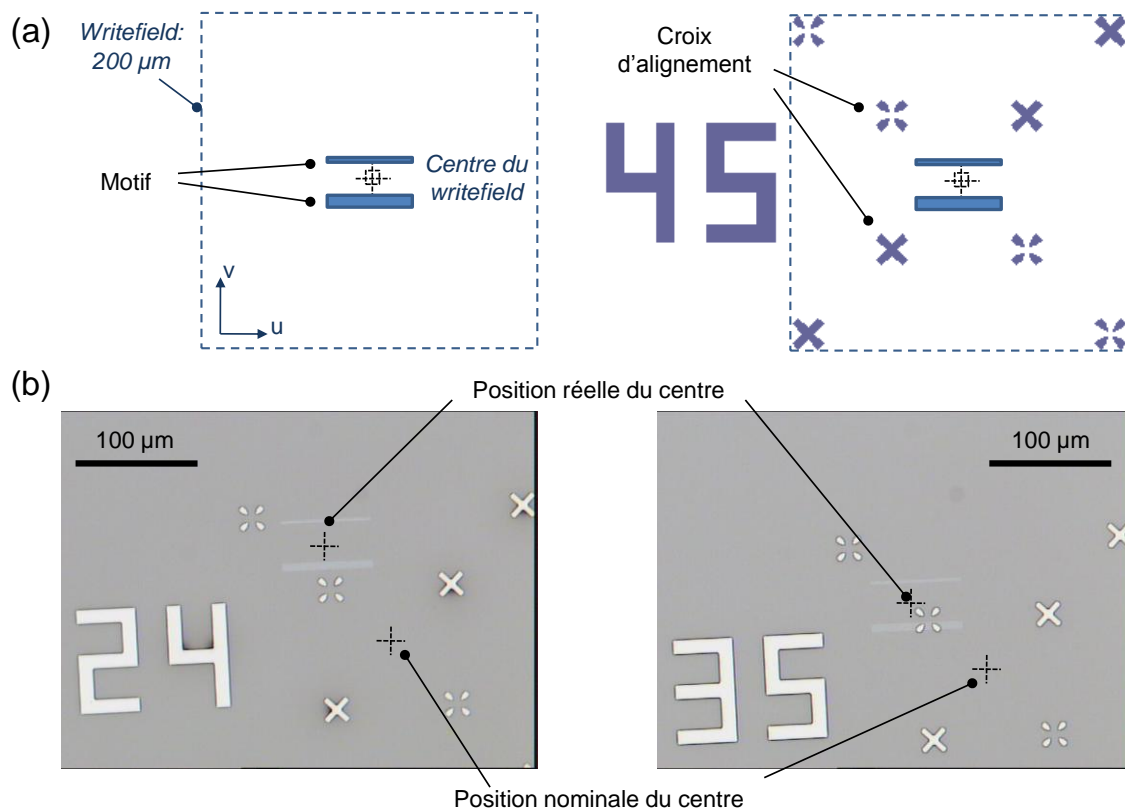 (a)
Writefield:
200 µm
Motif
Centre du
writefield
v
u
Croix
d'alignement
45
(b)
Position réelle du centre
100 µm
100 µm
24
35
Position nominale du centre